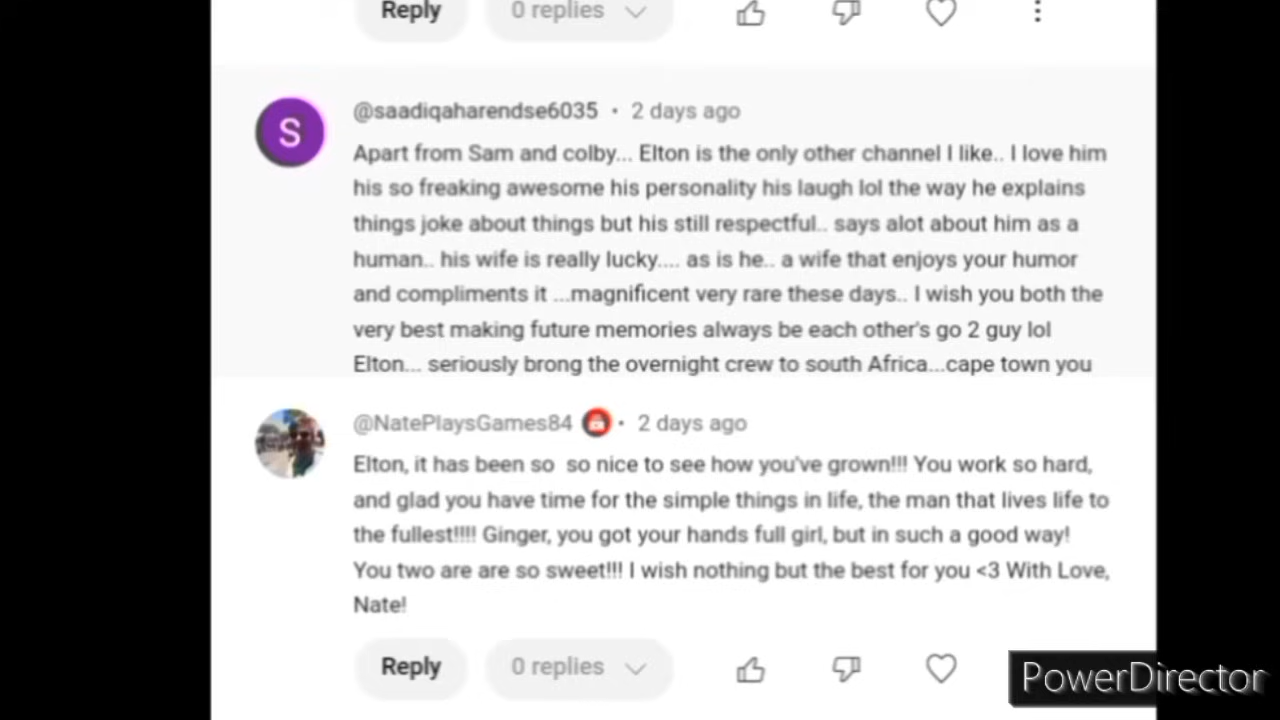 Reply
0 replies
S
@saadiqaharendse6035 • 2 days ago
Apart from Sam and colby... Elton is the only other channel I like.. I love him
his so freaking awesome his personality his laugh lol the way he explains
things joke about things but his still respectful.. says alot about him as a
human.. his wife is really lucky.... as is he.. a wife that enjoys your humor
and compliments it ...magnificent very rare these days.. I wish you both the
very best making future memories always be each other's go 2 guy lol
Elton... seriously brong the overnight crew to south Africa...cape town you
@NatePlaysGames84 • 2 days ago
Elton, it has been so so nice to see how you've grown!!! You work so hard,
and glad you have time for the simple things in life, the man that lives life to
the fullest!!!! Ginger, you got your hands full girl, but in such a good way!
You two are are so sweet!!! I wish nothing but the best for you <3 With Love,
Nate!
Reply
0 replies
PowerDirector